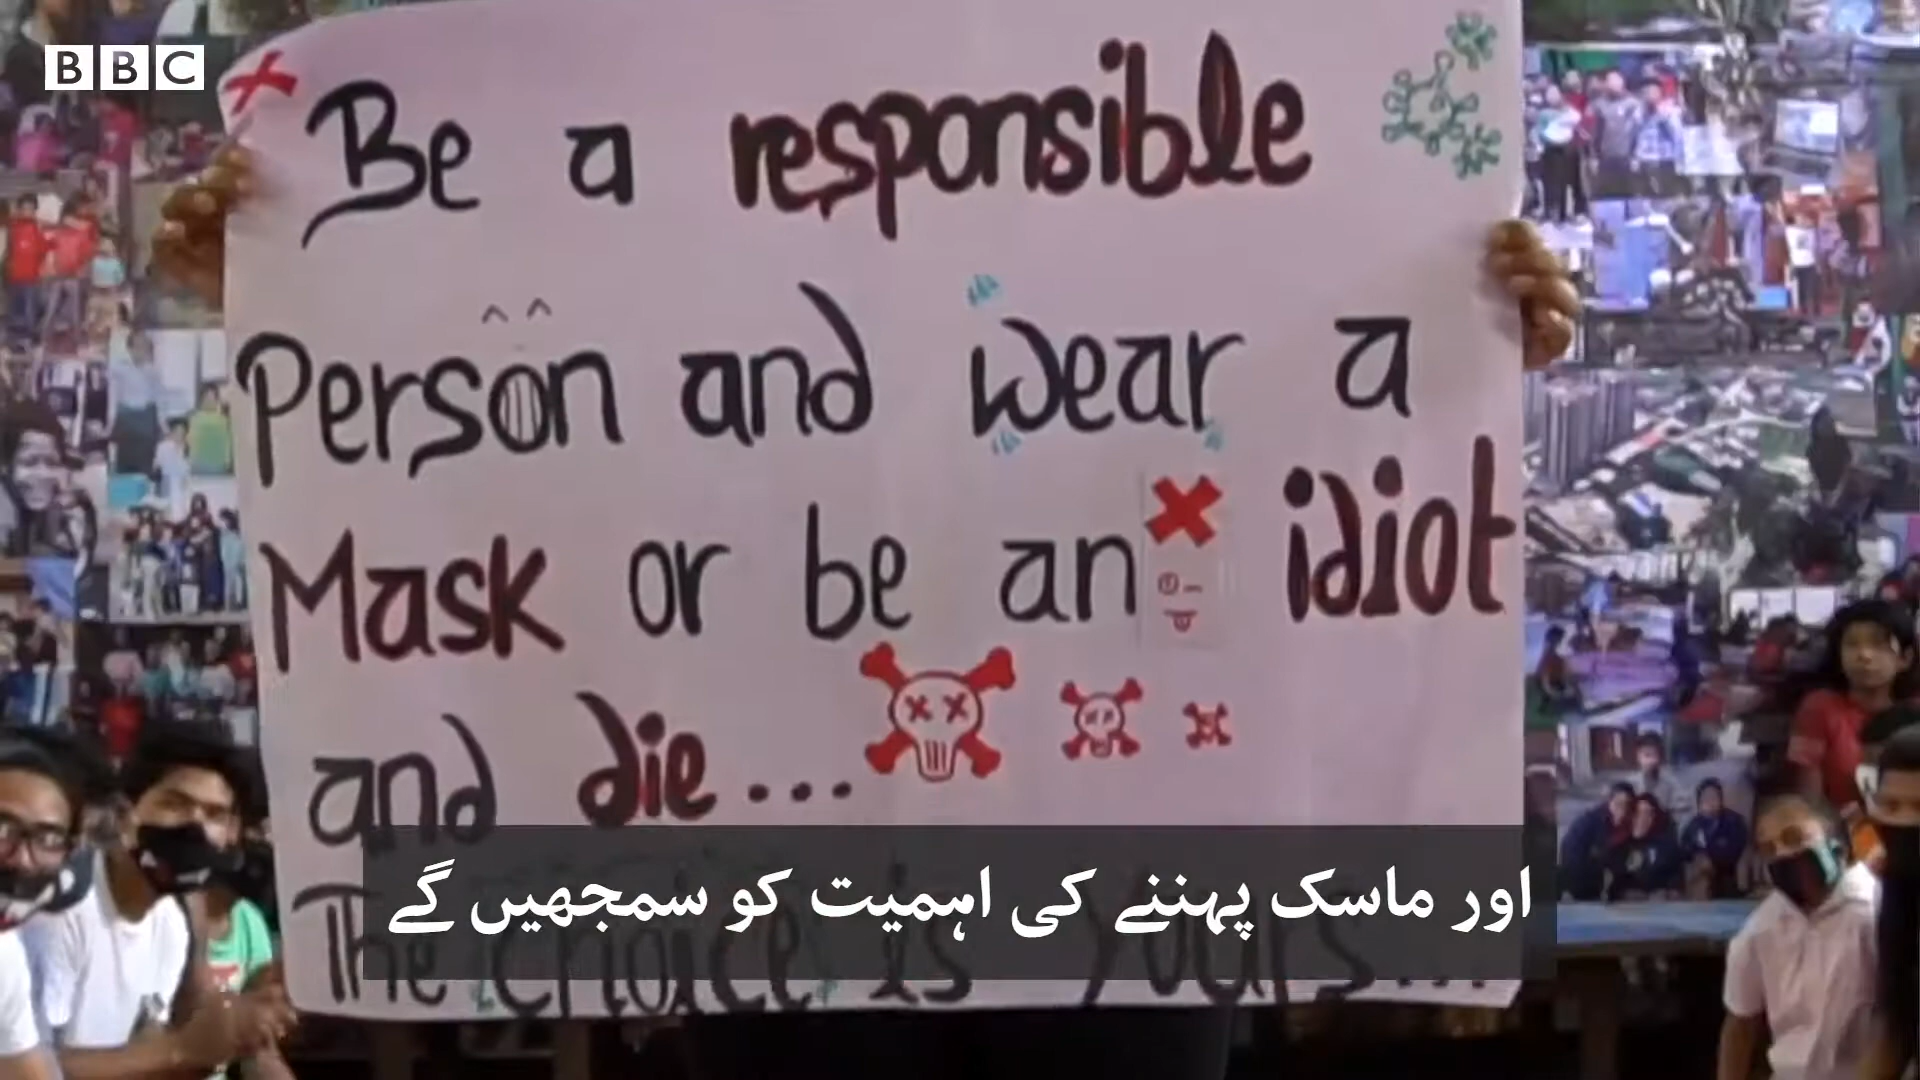 BBC
Be a responsible
Person and wear a
Mask or be an idiot
and die...
اور ماسک پہننے کی اہمیت کو سمجھیں گے
The choice is yours...